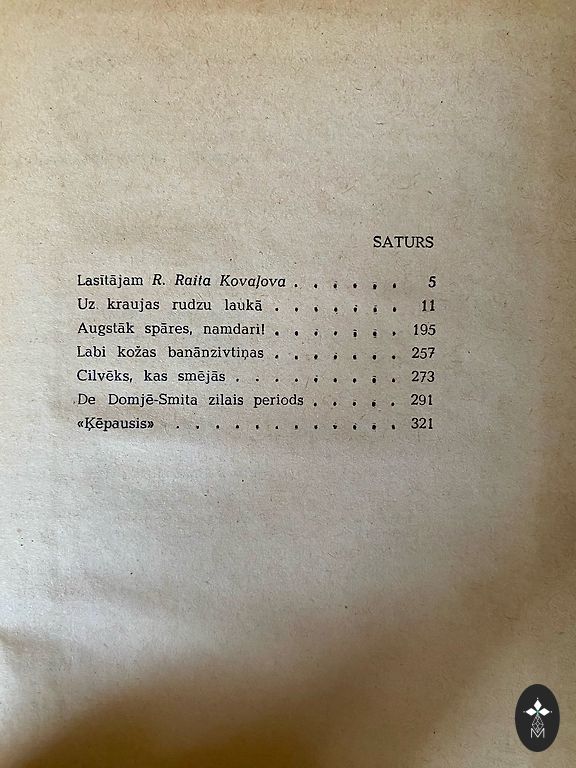 SATURS
Lasītājam R. Raita Kovaļova . . . . . . 5
Uz kraujas rudzu laukā . . . . . . . 11
Augstāk spāres, namdari! . . . . . . . 195
Labi kožas banānzivtiņas . . . . . . . 257
Cilvēks, kas smējās . . . . . . . . . 273
De Domjē-Smita zilais periods . . . . . 291
«Ķēpausis» . . . . . . . . . . . . 321
M